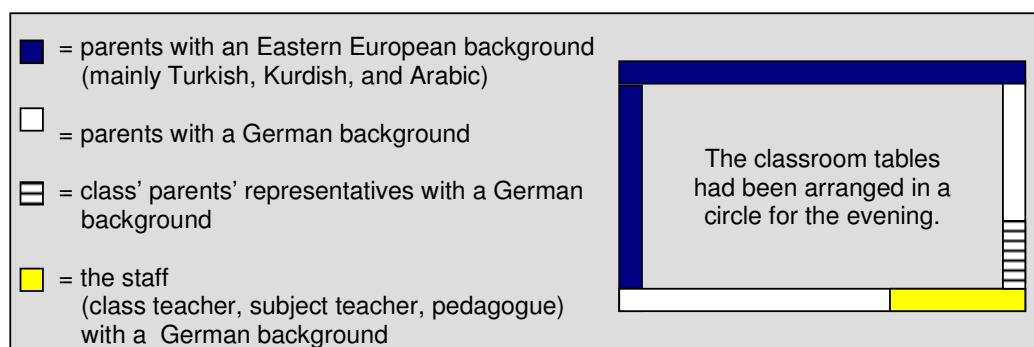 = parents with an Eastern European background
(mainly Turkish, Kurdish, and Arabic)
= parents with a German background
= class’ parents’ representatives with a German
background
= the staff
(class teacher, subject teacher, pedagogue)
with a  German background
The classroom tables
had been arranged in a
circle for the evening.